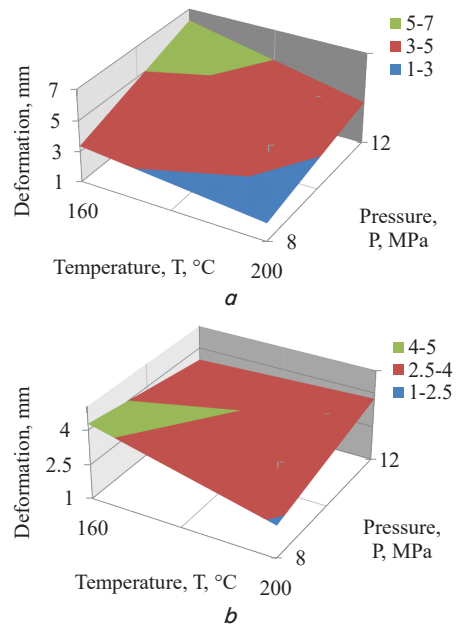 5-7
3-5
1-3
Deformation, mm
7
5
3
1
160
12
Pressure,
P, MPa
8
Temperature, T, °C
200
a
4-5
2.5-4
1-2.5
Deformation, mm
4
2.5
1
160
12
Pressure,
P, MPa
8
Temperature, T, °C
200
b